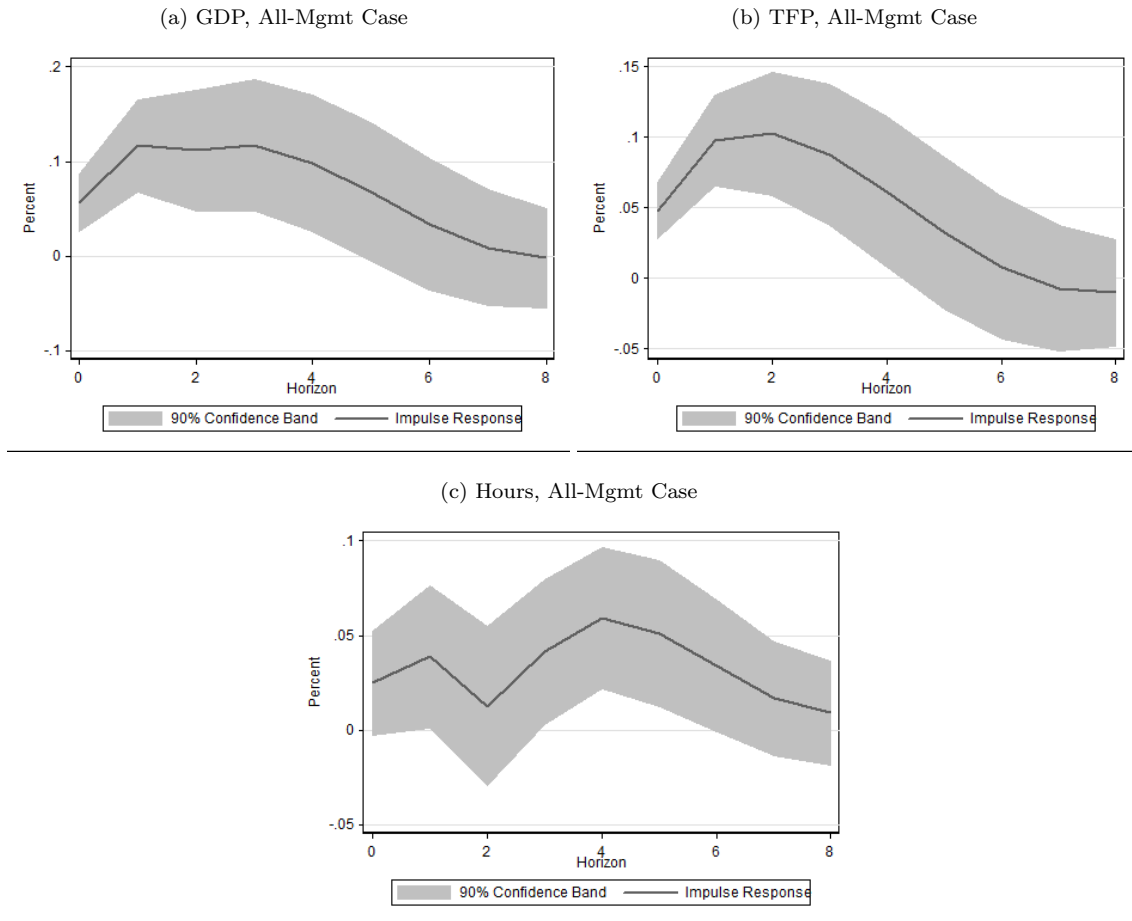 (a) GDP, All-Mgmt Case
.2
.1
0
-.1
Percent
0 2 4 6 8
Horizon
90% Confidence Band Impulse Response
(b) TFP, All-Mgmt Case
.15
.1
.05
0
-.05
Percent
0 2 4 6 8
Horizon
90% Confidence Band Impulse Response
(c) Hours, All-Mgmt Case
.1
.05
0
-.05
Percent
0 2 4 6 8
Horizon
90% Confidence Band Impulse Response